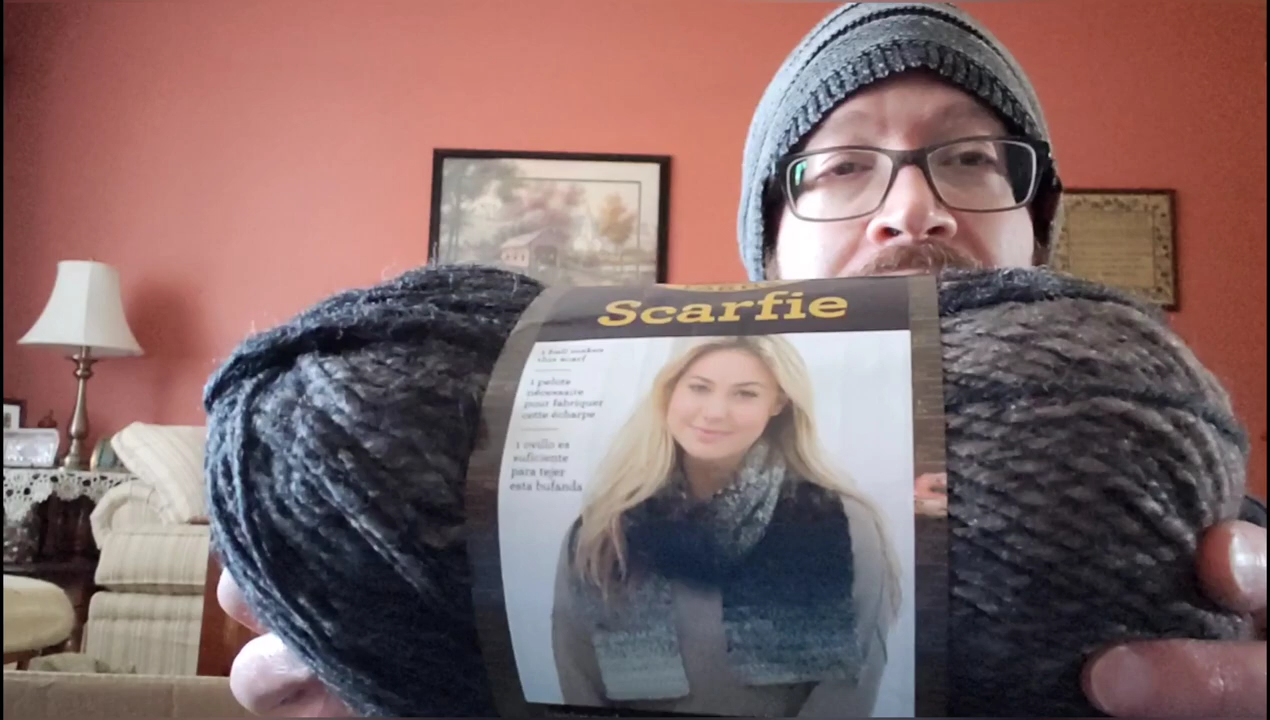 Scarfie
1 ball makes
this scarf
1 pelote
nécessaire
pour fabriquer
cette écharpe
1 ovillo es
suficiente
para tejer
esta bufanda